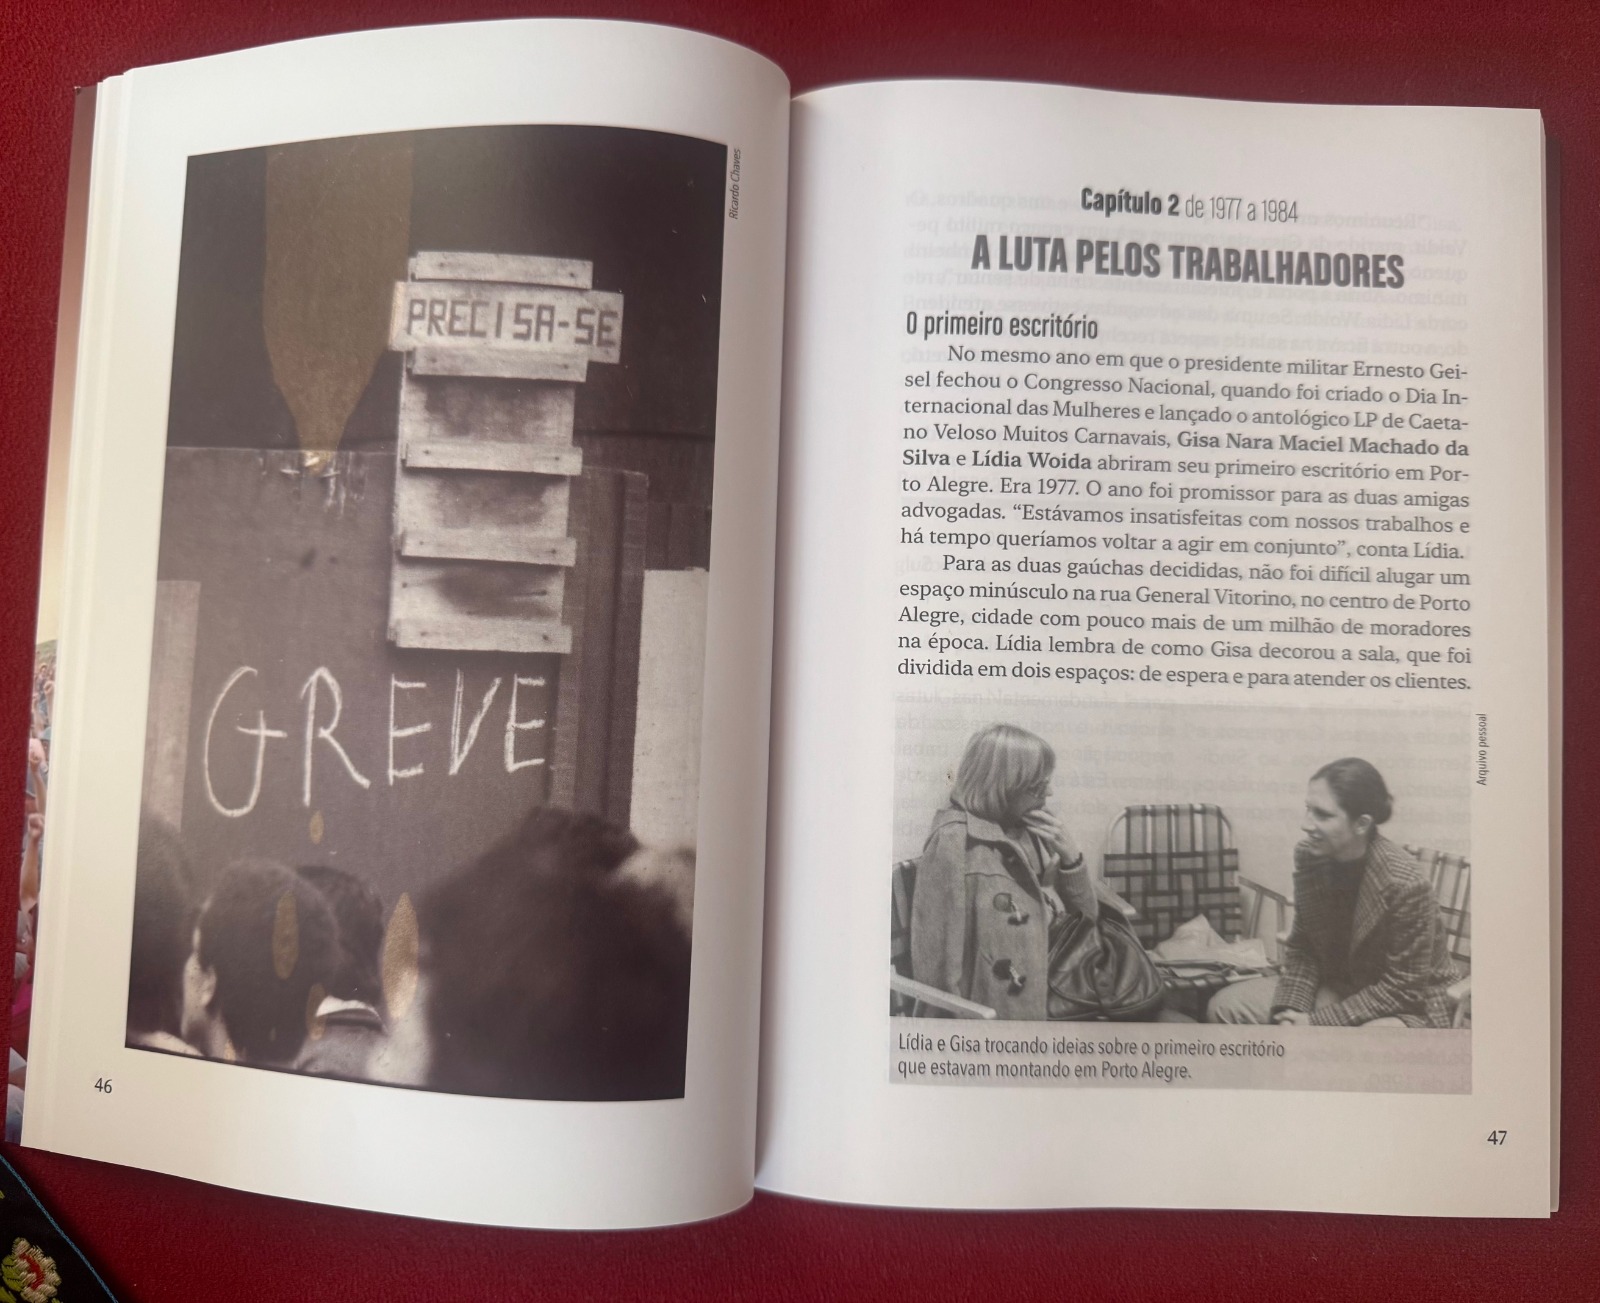 Ricardo Chaves
PRECISA-SE
GREVE
46
Capítulo 2 de 1977 a 1984
A LUTA PELOS TRABALHADORES
O primeiro escritório
No mesmo ano em que o presidente militar Ernesto Gei-
sel fechou o Congresso Nacional, quando foi criado o Dia In-
ternacional das Mulheres e lançado o antológico LP de Caeta-
no Veloso Muitos Carnavais, Gisa Nara Maciel Machado da
Silva e Lídia Woida abriram seu primeiro escritório em Por-
to Alegre. Era 1977. O ano foi promissor para as duas amigas
advogadas. “Estávamos insatisfeitas com nossos trabalhos e
há tempo queríamos voltar a agir em conjunto”, conta Lídia.
Para as duas gaúchas decididas, não foi difícil alugar um
espaço minúsculo na rua General Vitorino, no centro de Porto
Alegre, cidade com pouco mais de um milhão de moradores
na época. Lídia lembra de como Gisa decorou a sala, que foi
dividida em dois espaços: de espera e para atender os clientes.
Arquivo pessoal
Lídia e Gisa trocando ideias sobre o primeiro escritório
que estavam montando em Porto Alegre.
47